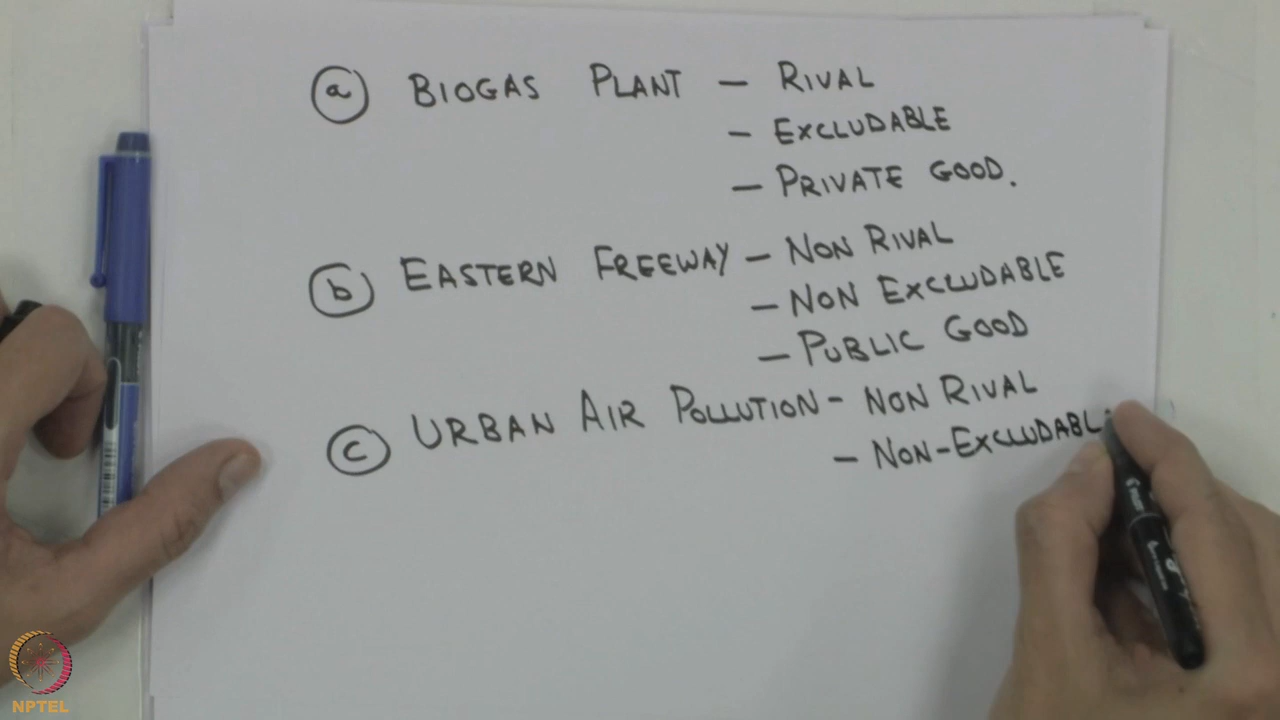 a BIOGAS PLANT — RIVAL
— EXCLUDABLE
— PRIVATE GOOD.
b EASTERN FREEWAY — NON RIVAL
— NON EXCLUDABLE
— PUBLIC GOOD
c URBAN AIR POLLUTION - NON RIVAL
— NON-EXCLUDABL
NPTEL